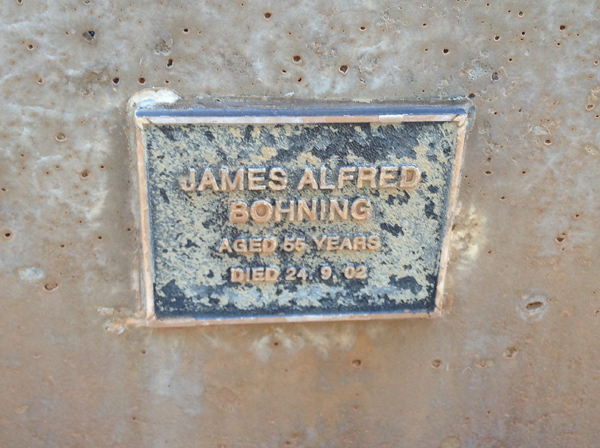 JAMES ALFRED
BOHNING
AGED 55 YEARS
DIED 24. 9. 02